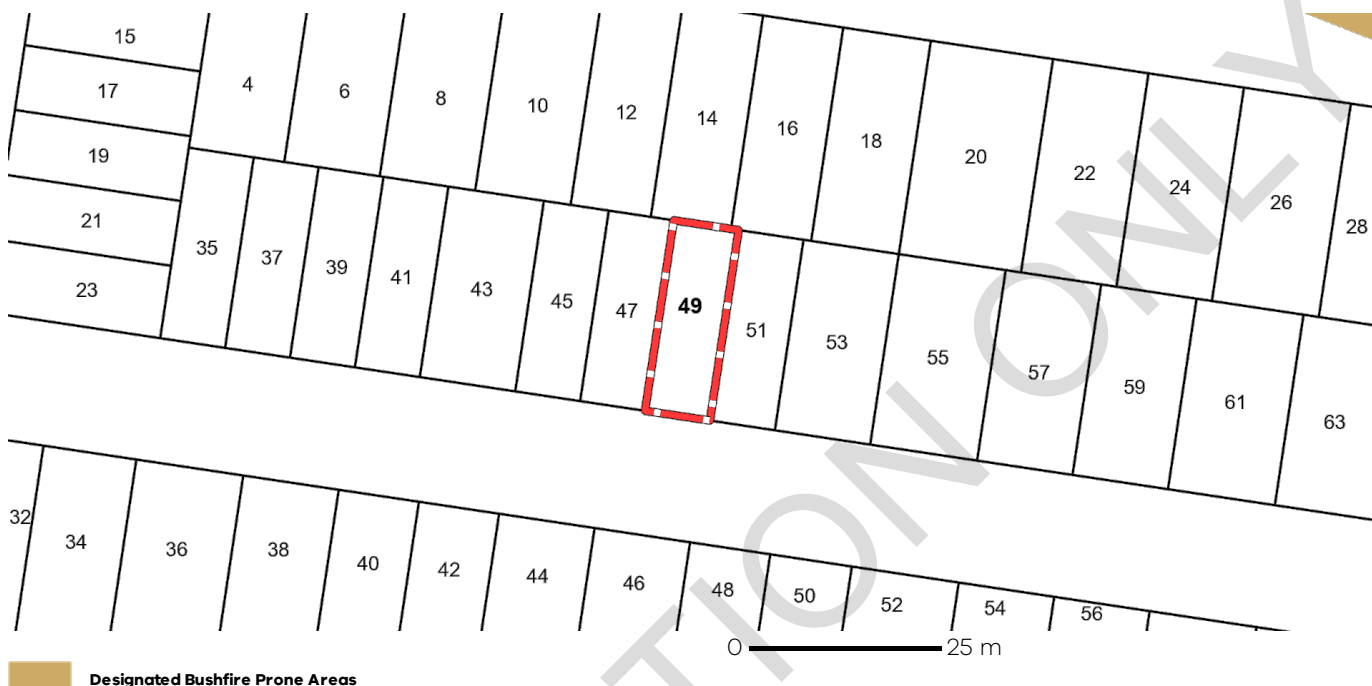 15
17
19
21
23
4 6 8 10 12 14 16 18 20 22 24 26 28
35 37 39 41 43 45 47 49 51 53 55 57 59 61 63
32 34 36 38 40 42 44 46 48 50 52 54 56
TION ONLY
0 25 m
Designated Bushfire Prone Areas